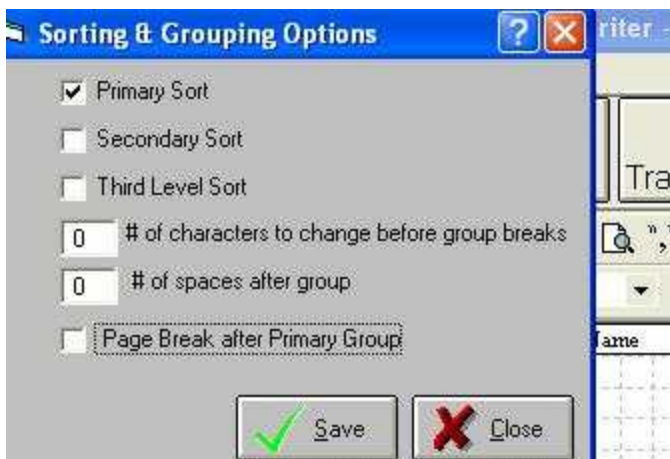 Sorting & Grouping Options
riter -
Primary Sort
Secondary Sort
Third Level Sort
Tra
0 # of characters to change before group breaks
","
0 # of spaces after group
Page Break after Primary Group
Name
Save
Close